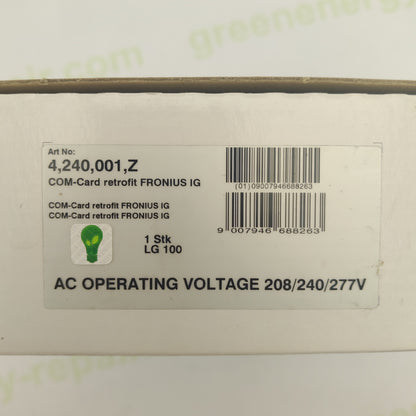 greenenergy
Art No:
4,240,001,Z
COM-Card retrofit FRONIUS IG
(01)09007946688263
COM-Card retrofit FRONIUS IG
COM-Card retrofit FRONIUS IG
9 007946 688263
1 Stk
LG 100
AC OPERATING VOLTAGE 208/240/277V